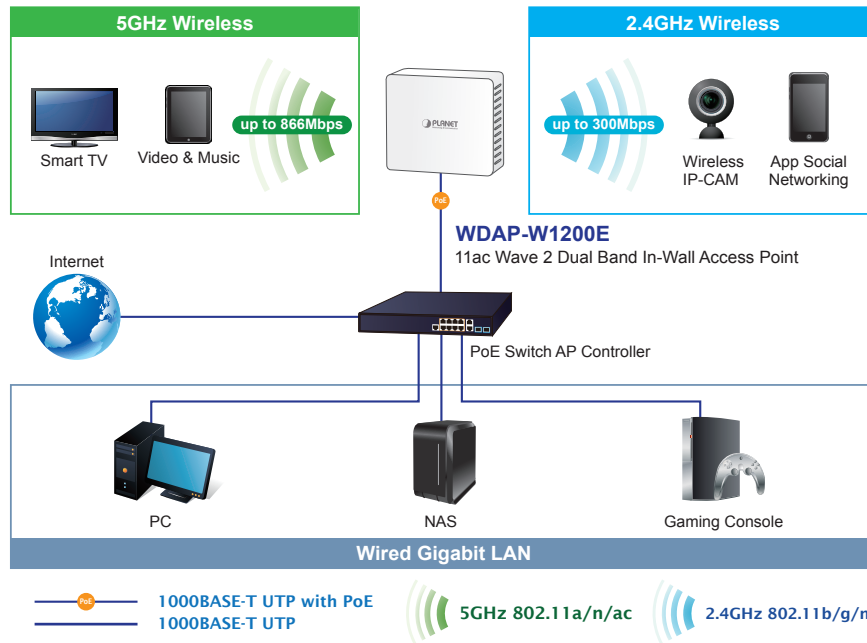 5GHz Wireless
2.4GHz Wireless
Smart TV
Video & Music
up to 866Mbps
PLANET
up to 300Mbps
Wireless
IP-CAM
App Social
Networking
PoE
WDAP-W1200E
11ac Wave 2 Dual Band In-Wall Access Point
Internet
PoE Switch AP Controller
PC
NAS
Gaming Console
Wired Gigabit LAN
PoE
1000BASE-T UTP with PoE
1000BASE-T UTP
5GHz 802.11a/n/ac
2.4GHz 802.11b/g/n